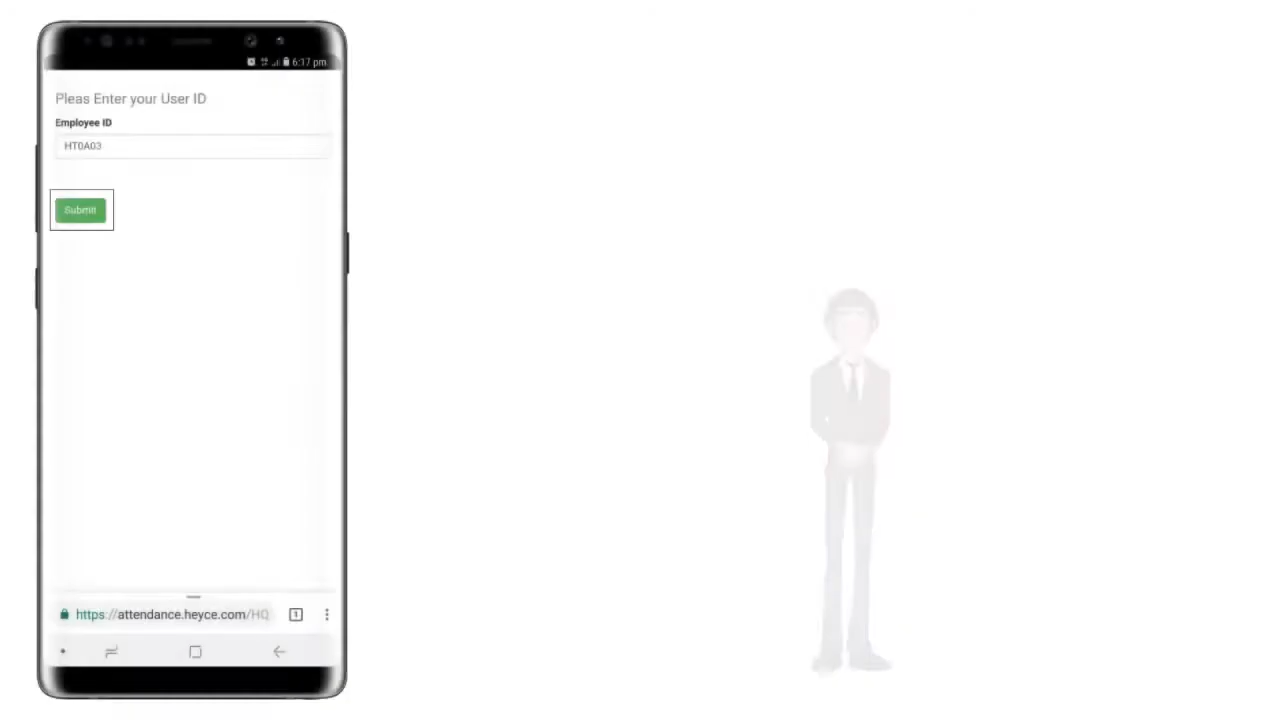 6:17 pm
Pleas Enter your User ID
Employee ID
HT0A03
Submit
https://attendance.heyce.com/HQ
1